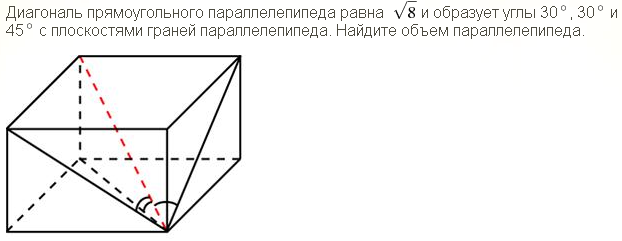 Диагональ прямоугольного параллелепипеда равна √8 и образует углы 30°, 30° и
45° с плоскостями граней параллелепипеда. Найдите объем параллелепипеда.